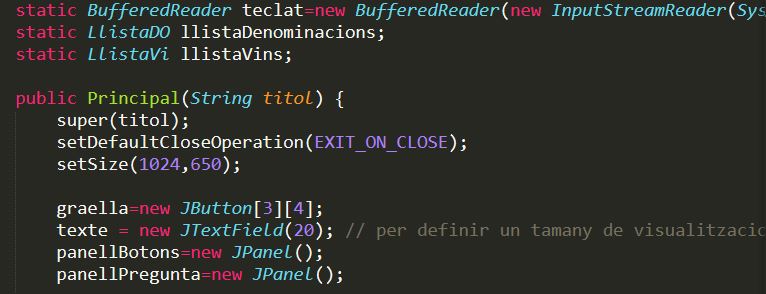 static BufferedReader teclat=new BufferedReader(new InputStreamReader(Sys
static LlistaDO llistaDenominacions;
static LlistaVi llistaVins;
public Principal(String titol) {
super(titol);
setDefaultCloseOperation(EXIT_ON_CLOSE);
setSize(1024,650);
graella=new JButton[3][4];
texte = new JTextField(20); // per definir un tamany de visualitzacio
panellBotons=new JPanel();
panellPregunta=new JPanel();